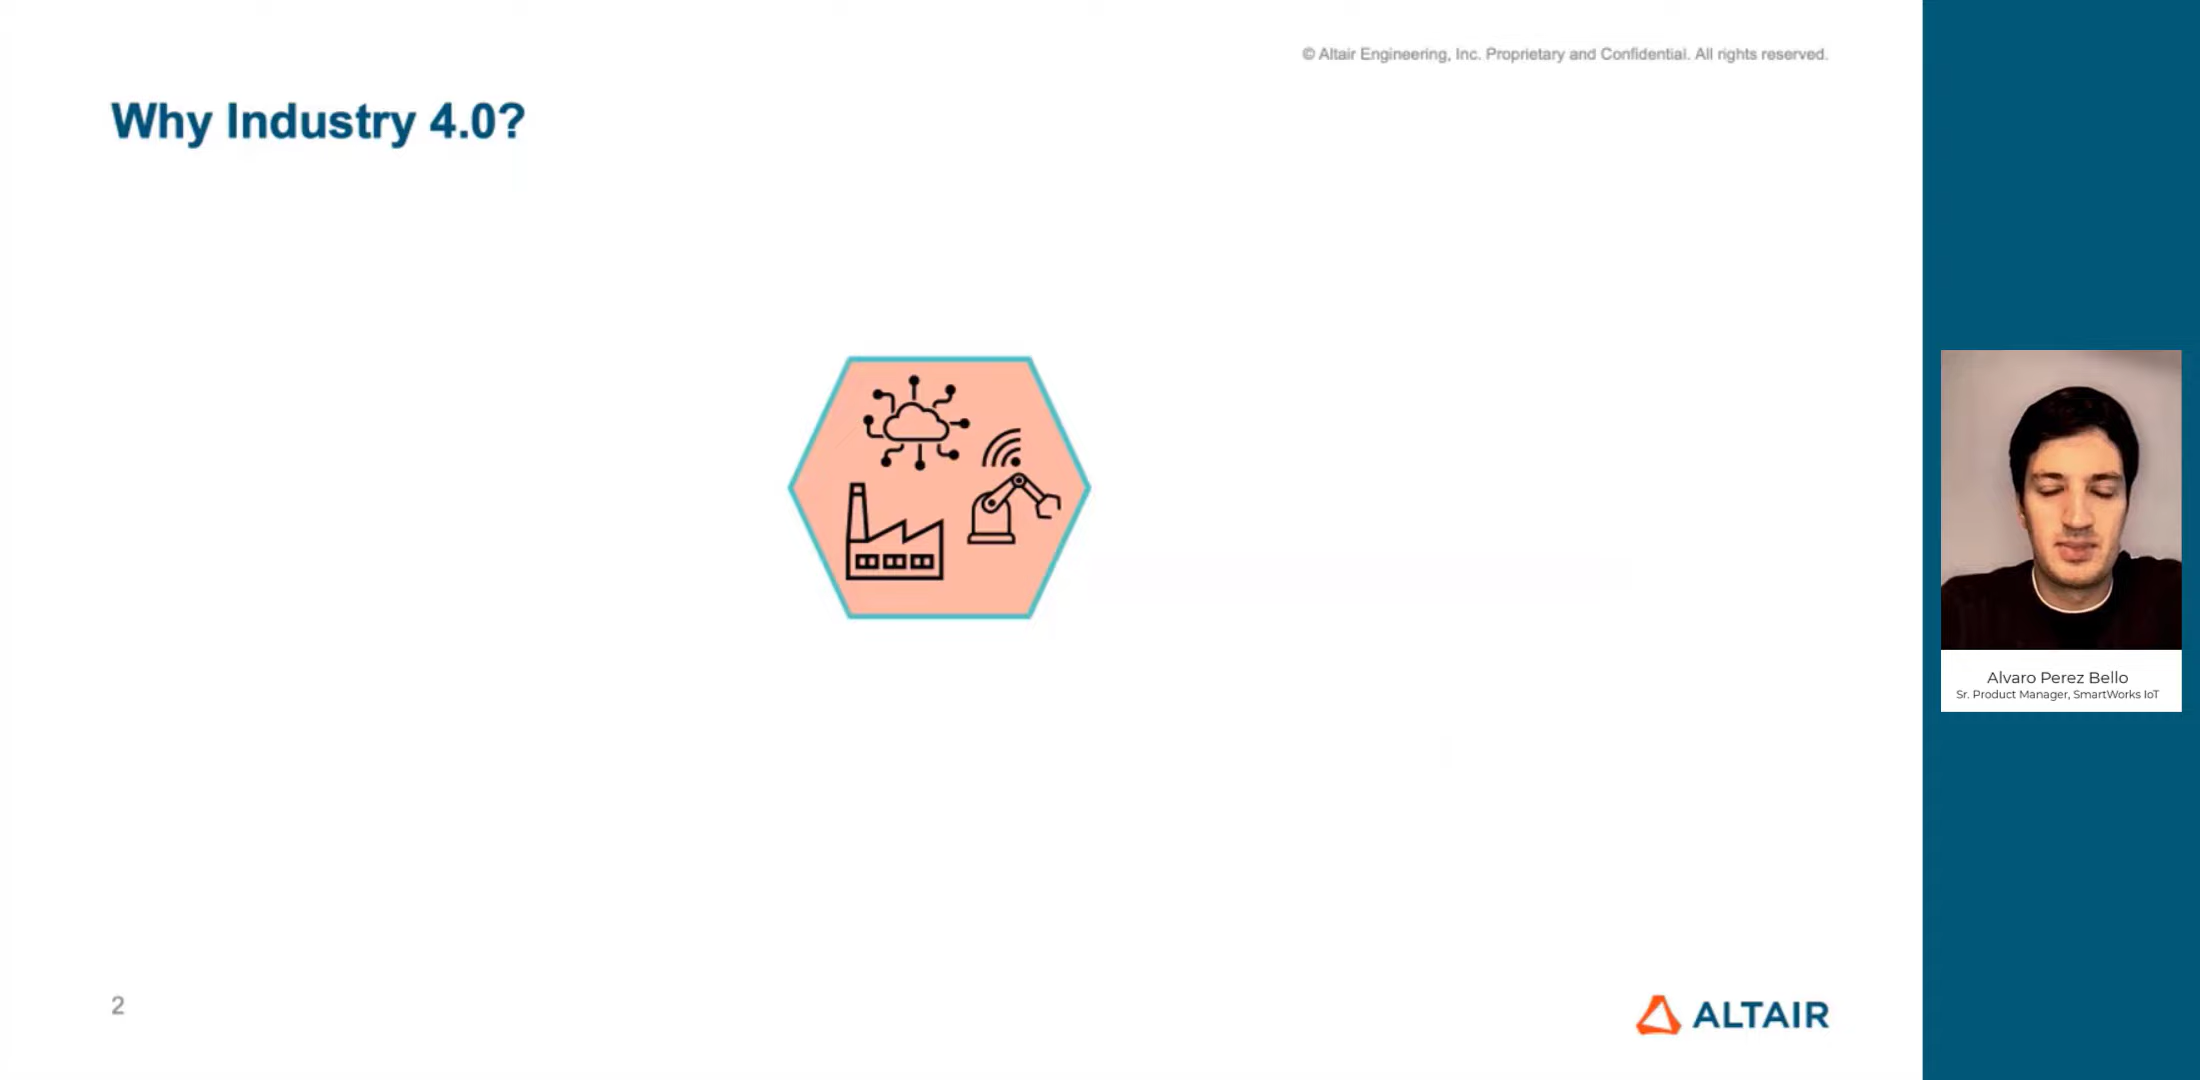 © Altair Engineering, Inc. Proprietary and Confidential. All rights reserved.
Why Industry 4.0?
Alvaro Perez Bello
Sr. Product Manager, SmartWorks IoT
2
ALTAIR